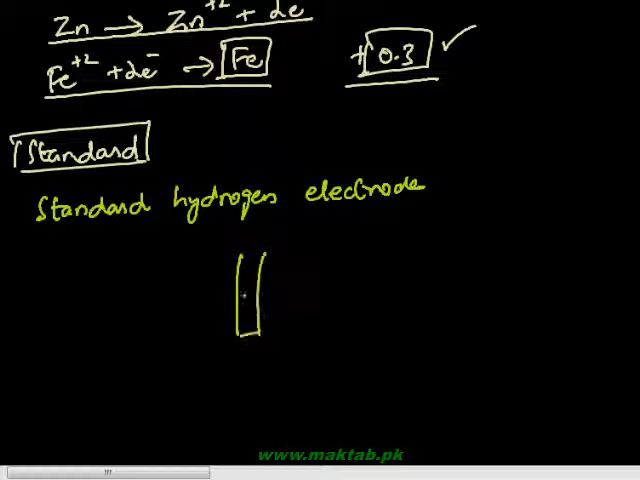 Zn → Zn⁺² + 2e
Fe⁺² + 2e⁻ → Fe +0.3 ✓
Standard
Standard hydrogen electrode
www.maktab.pk